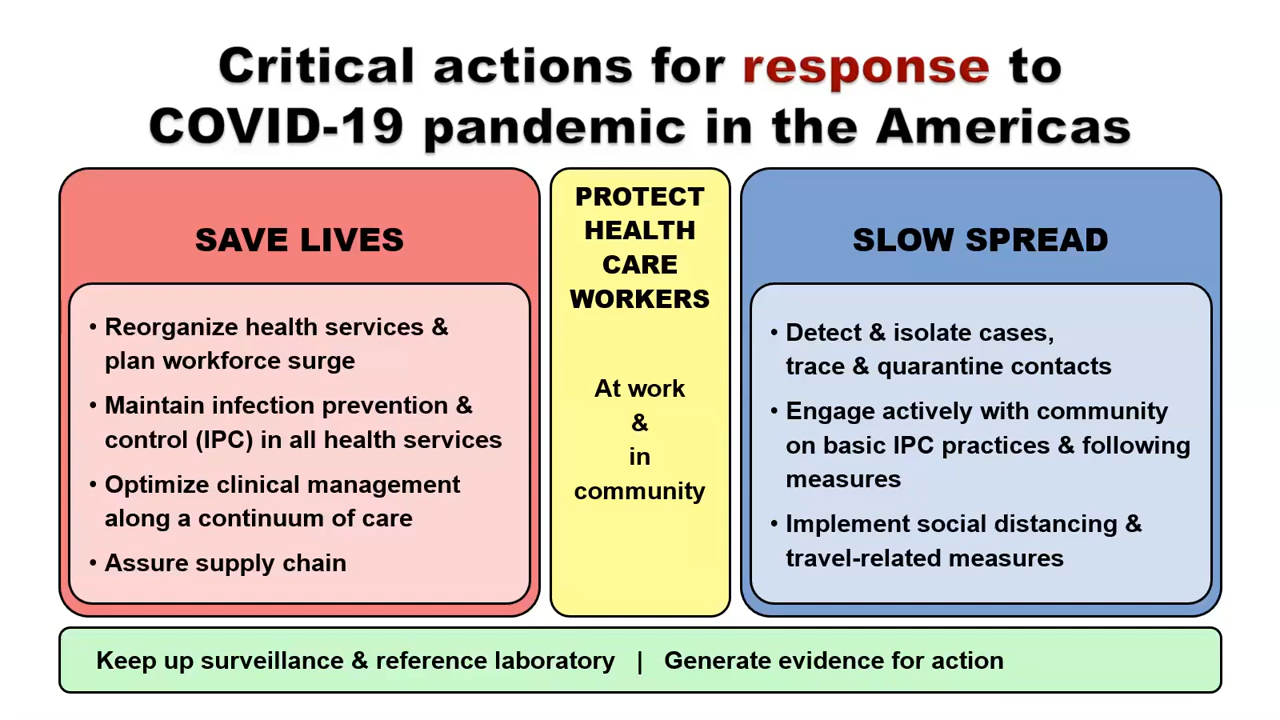 Critical actions for response to
COVID-19 pandemic in the Americas
SAVE LIVES
• Reorganize health services &
plan workforce surge
• Maintain infection prevention &
control (IPC) in all health services
• Optimize clinical management
along a continuum of care
• Assure supply chain
PROTECT
HEALTH
CARE
WORKERS
At work
&
in
community
SLOW SPREAD
• Detect & isolate cases,
trace & quarantine contacts
• Engage actively with community
on basic IPC practices & following
measures
• Implement social distancing &
travel-related measures
Keep up surveillance & reference laboratory | Generate evidence for action